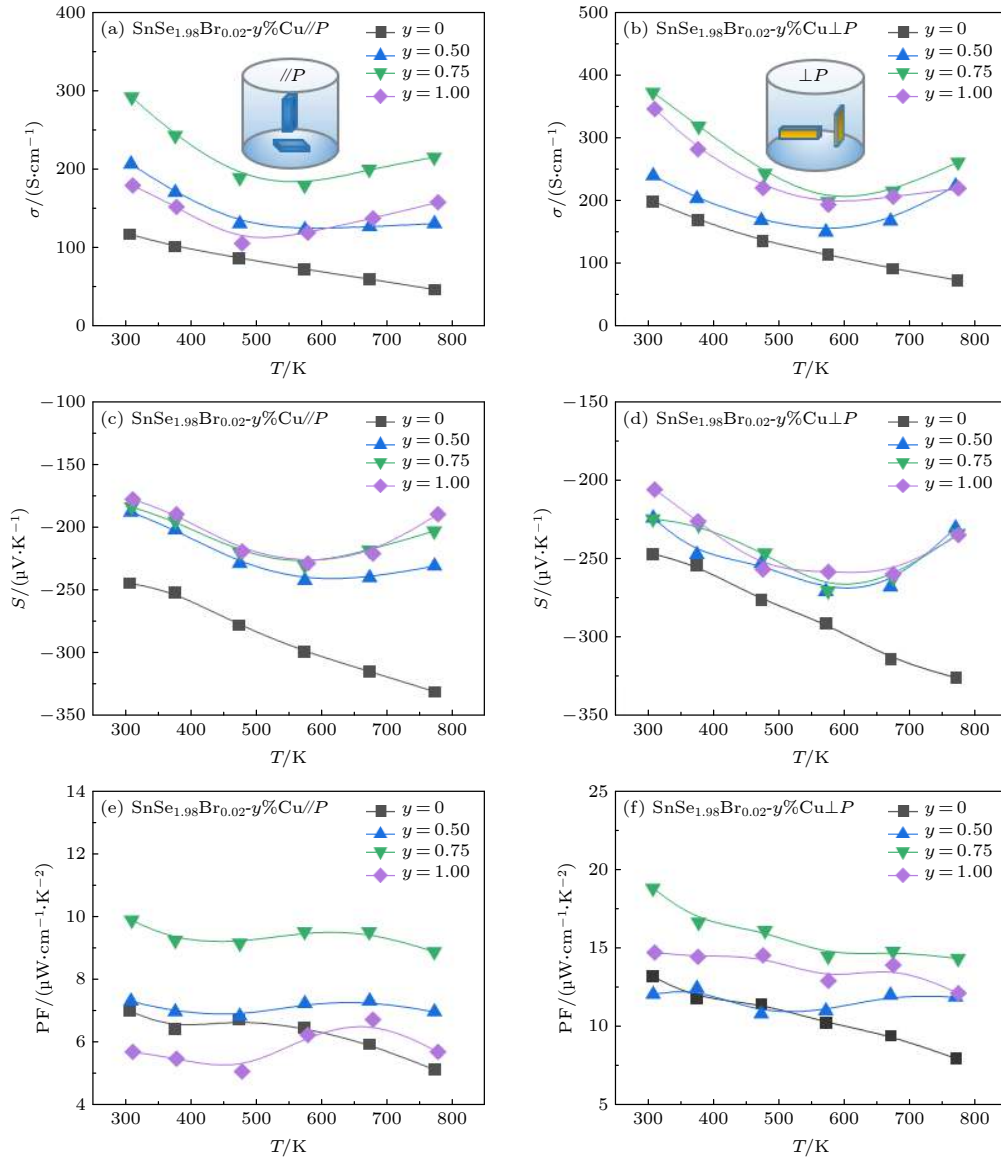 (a) SnSe1.98Br0.02-y%Cu//P
y = 0
y = 0.50
y = 0.75
y = 1.00
//P
400
300
200
100
0
σ/(S·cm−1)
300 400 500 600 700 800
T/K
(b) SnSe1.98Br0.02-y%Cu⊥P
y = 0
y = 0.50
y = 0.75
y = 1.00
⊥P
500
400
300
200
100
0
σ/(S·cm−1)
300 400 500 600 700 800
T/K
(c) SnSe1.98Br0.02-y%Cu//P
y = 0
y = 0.50
y = 0.75
y = 1.00
−100
−150
−200
−250
−300
−350
S/(µV·K−1)
300 400 500 600 700 800
T/K
(d) SnSe1.98Br0.02-y%Cu⊥P
y = 0
y = 0.50
y = 0.75
y = 1.00
−150
−200
−250
−300
−350
S/(µV·K−1)
300 400 500 600 700 800
T/K
(e) SnSe1.98Br0.02-y%Cu//P
y = 0
y = 0.50
y = 0.75
y = 1.00
14
12
10
8
6
4
PF/(µW·cm−1·K−2)
300 400 500 600 700 800
T/K
(f) SnSe1.98Br0.02-y%Cu⊥P
y = 0
y = 0.50
y = 0.75
y = 1.00
25
20
15
10
5
PF/(µW·cm−1·K−2)
300 400 500 600 700 800
T/K